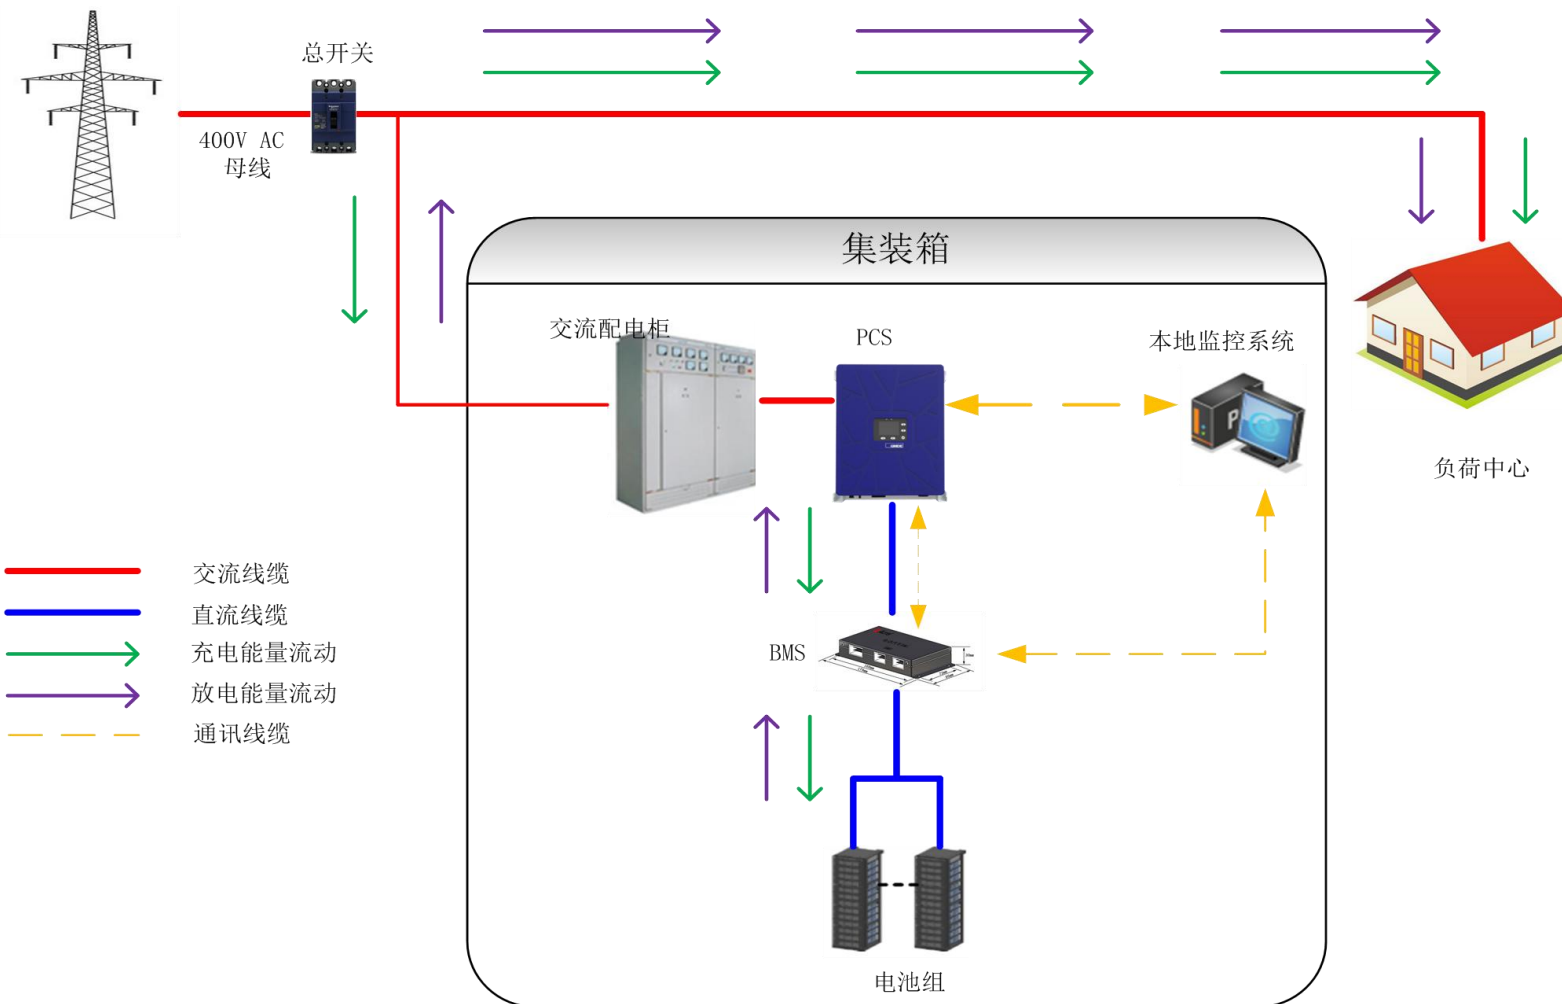 总开关
400V AC
母线
集装箱
交流配电柜
PCS
本地监控系统
负荷中心
交流线缆
直流线缆
充电能量流动
放电能量流动
通讯线缆
BMS
电池组